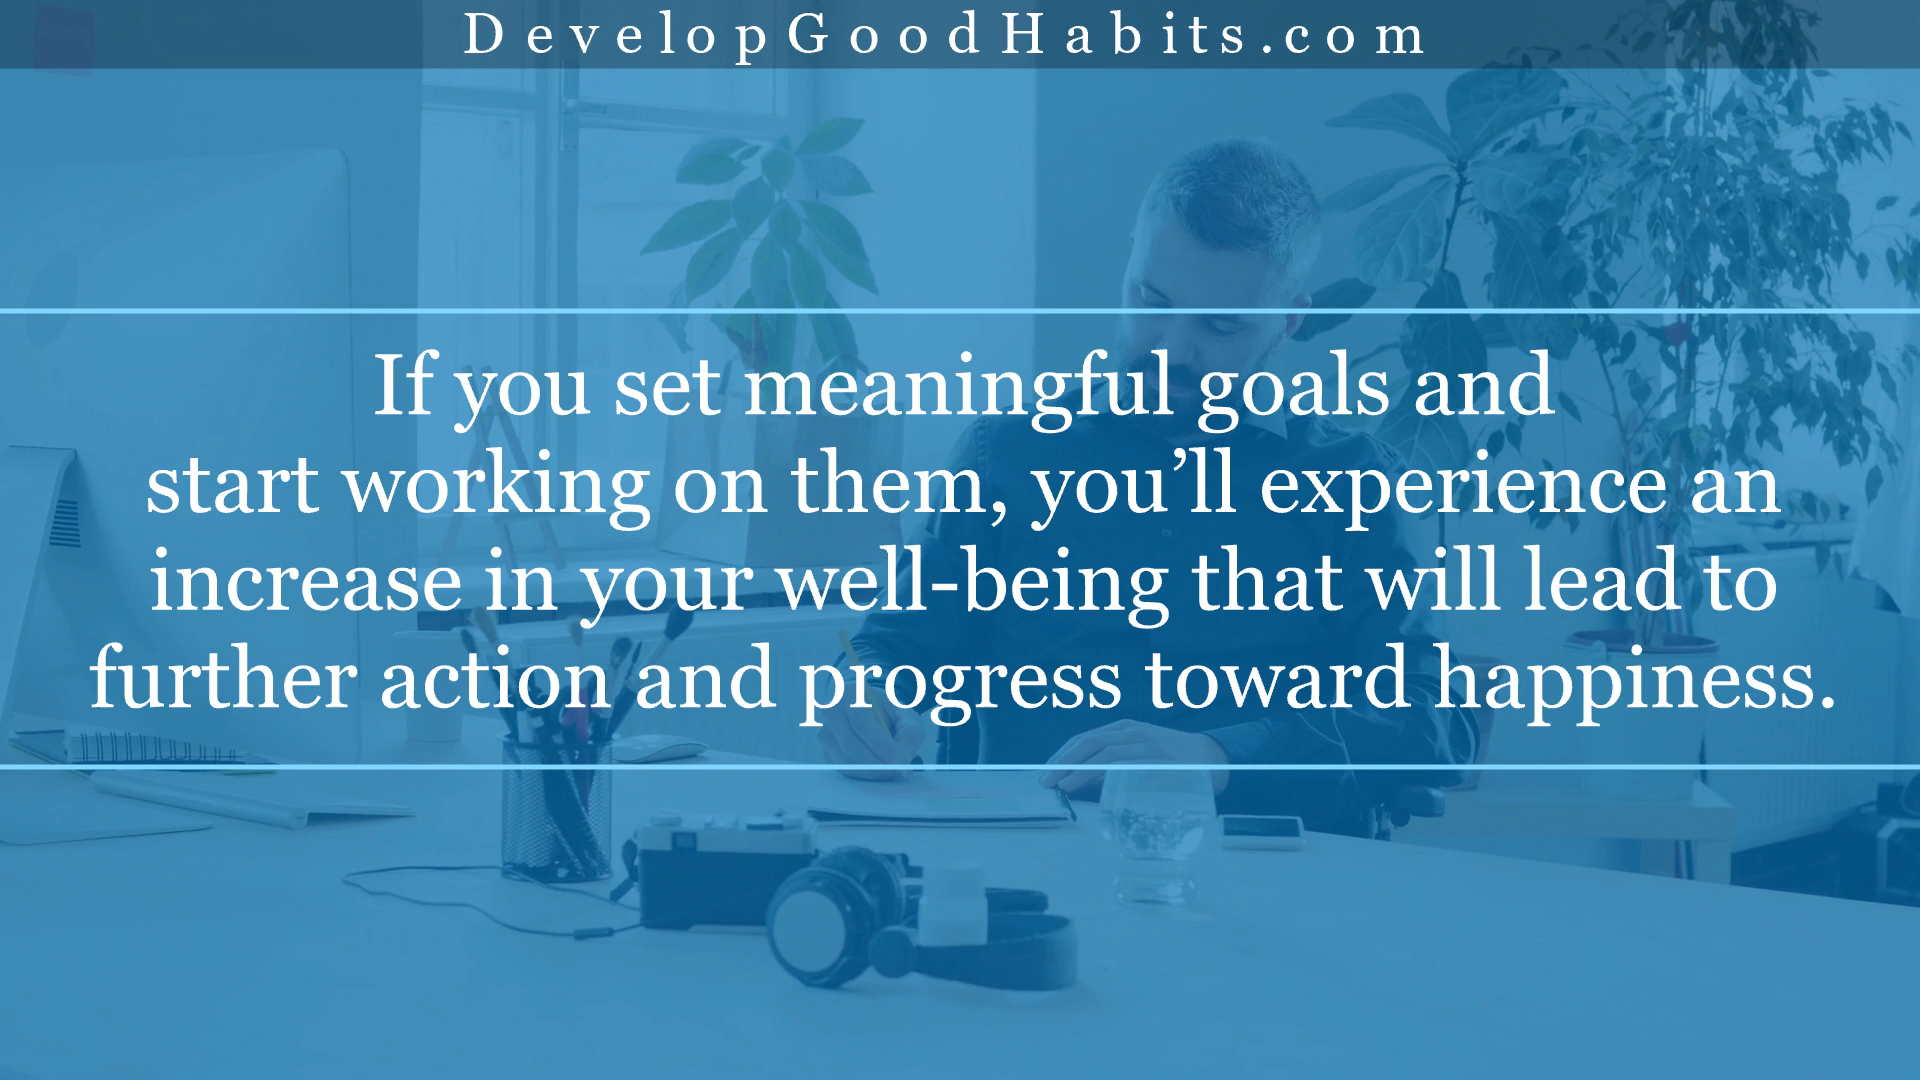 DevelopGoodHabits.com
If you set meaningful goals and
start working on them, you’ll experience an
increase in your well-being that will lead to
further action and progress toward happiness.